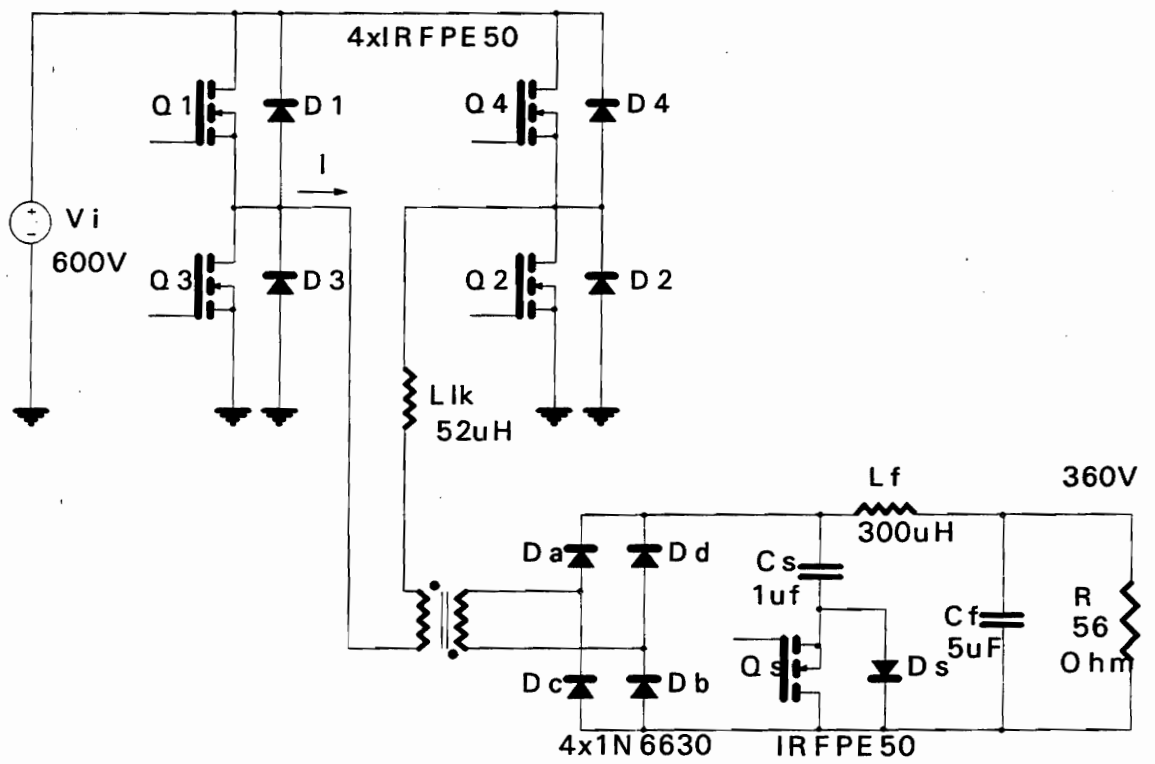 4xIRFPE50
Q1
D1
Q4
D4
I
Vi
600V
Q3
D3
Q2
D2
Llk
52uH
Lf
300uH
360V
Da
Dd
Cs
1uf
Cf
5uF
R
56
Ohm
Qs
Ds
Dc
Db
4x1N6630
IRFPE50